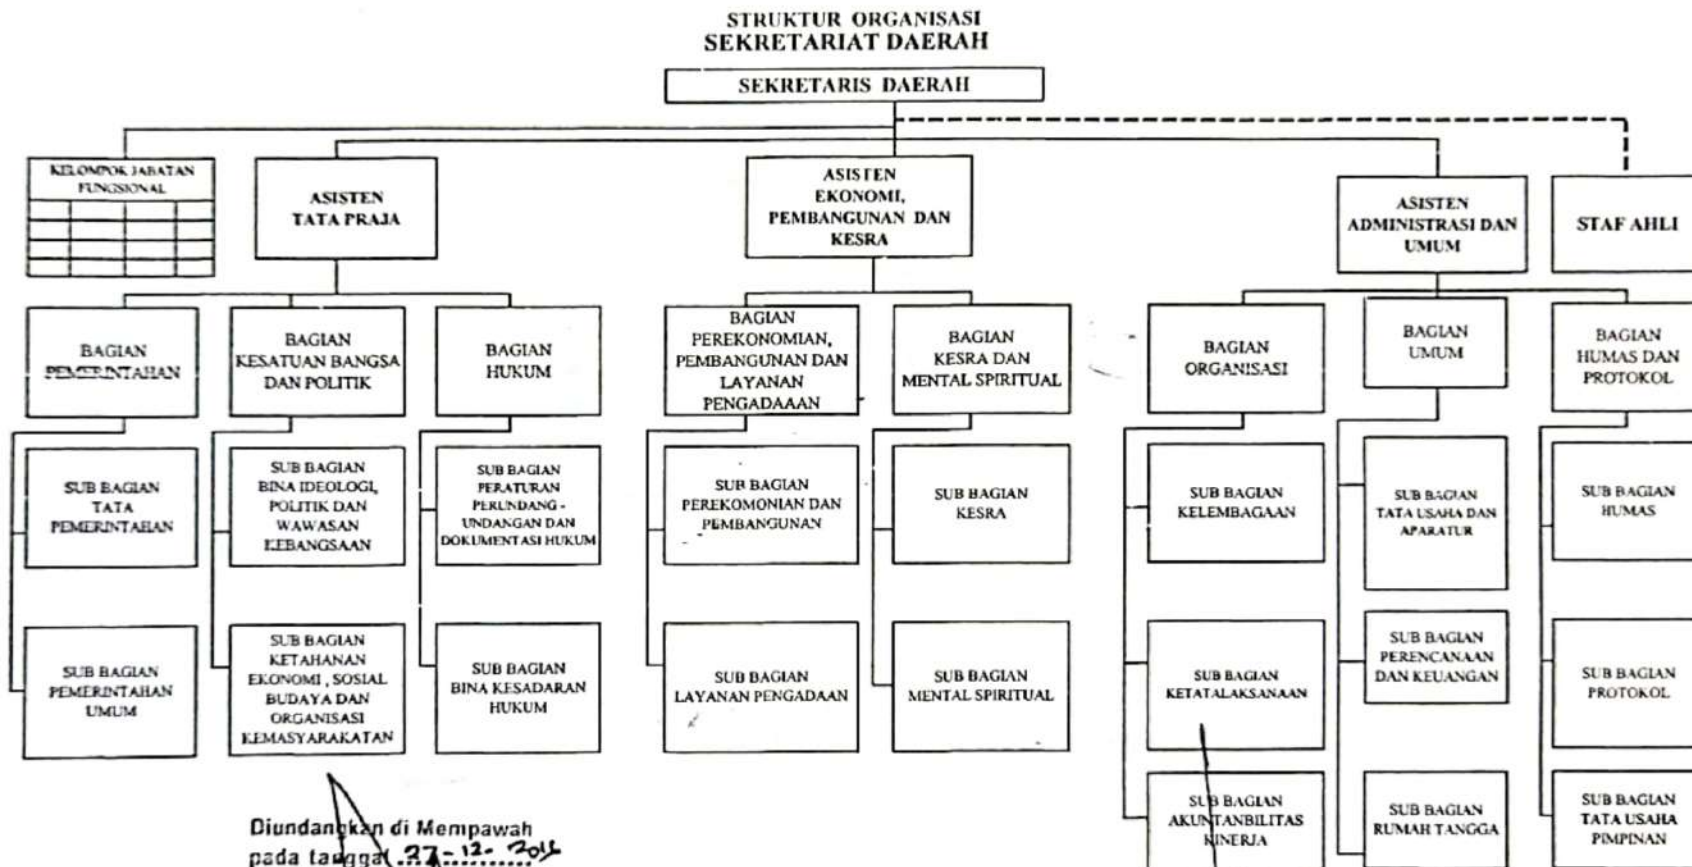 STRUKTUR ORGANISASI
SEKRETARIAT DAERAH
SEKRETARIS DAERAH
KELOMPOK JABATAN
FUNGSIONAL
ASISTEN
TATA PRAJA
ASISTEN
EKONOMI,
PEMBANGUNAN DAN
KESRA
ASISTEN
ADMINISTRASI DAN
UMUM
STAF AHLI
BAGIAN
PEMERINTAHAN
BAGIAN
KESATUAN BANGSA
DAN POLITIK
BAGIAN
HUKUM
BAGIAN
PEREKONOMIAN,
PEMBANGUNAN DAN
LAYANAN
PENGADAAAN
BAGIAN
KESRA DAN
MENTAL SPIRITUAL
BAGIAN
ORGANISASI
BAGIAN
UMUM
BAGIAN
HUMAS DAN
PROTOKOL
SUB BAGIAN
TATA
PEMERINTAHAN
SUB BAGIAN
BINA IDEOLOGI,
POLITIK DAN
WAWASAN
KEBANGSAAN
SUB BAGIAN
PERATURAN
PERUNDANG -
UNDANGAN DAN
DOKUMENTASI HUKUM
SUB BAGIAN
PEREKOMONIAN DAN
PEMBANGUNAN
SUB BAGIAN
KESRA
SUB BAGIAN
KELEMBAGAAN
SUB BAGIAN
TATA USAHA DAN
APARATUR
SUB BAGIAN
HUMAS
SUB BAGIAN
PEMERINTAHAN
UMUM
SUB BAGIAN
KETAHANAN
EKONOMI , SOSIAL
BUDAYA DAN
ORGANISASI
KEMASYARAKATAN
SUB BAGIAN
BINA KESADARAN
HUKUM
SUB BAGIAN
LAYANAN PENGADAAN
SUB BAGIAN
MENTAL SPIRITUAL
SUB BAGIAN
KETATALAKSANAAN
SUB BAGIAN
PERENCANAAN
DAN KEUANGAN
SUB BAGIAN
PROTOKOL
SUB BAGIAN
AKUNTANBILITAS
KINERJA
SUB BAGIAN
RUMAH TANGGA
SUB BAGIAN
TATA USAHA
PIMPINAN
Diundangkan di Mempawah
pada tanggal 27-12-2016